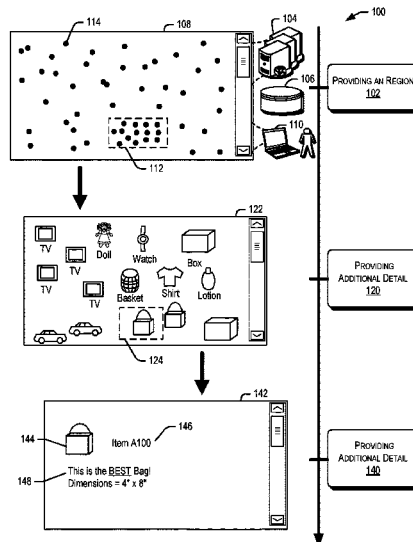 100
114
108
104
106
110
112
PROVIDING AN REGION
102
122
TV
TV
TV
TV
Doll
Watch
Box
Basket
Shirt
Lotion
124
PROVIDING
ADDITIONAL DETAIL
120
142
144
Item A100
146
148
This is the BEST Bag!
Dimensions = 4" x 8"
PROVIDING
ADDITIONAL DETAIL
140